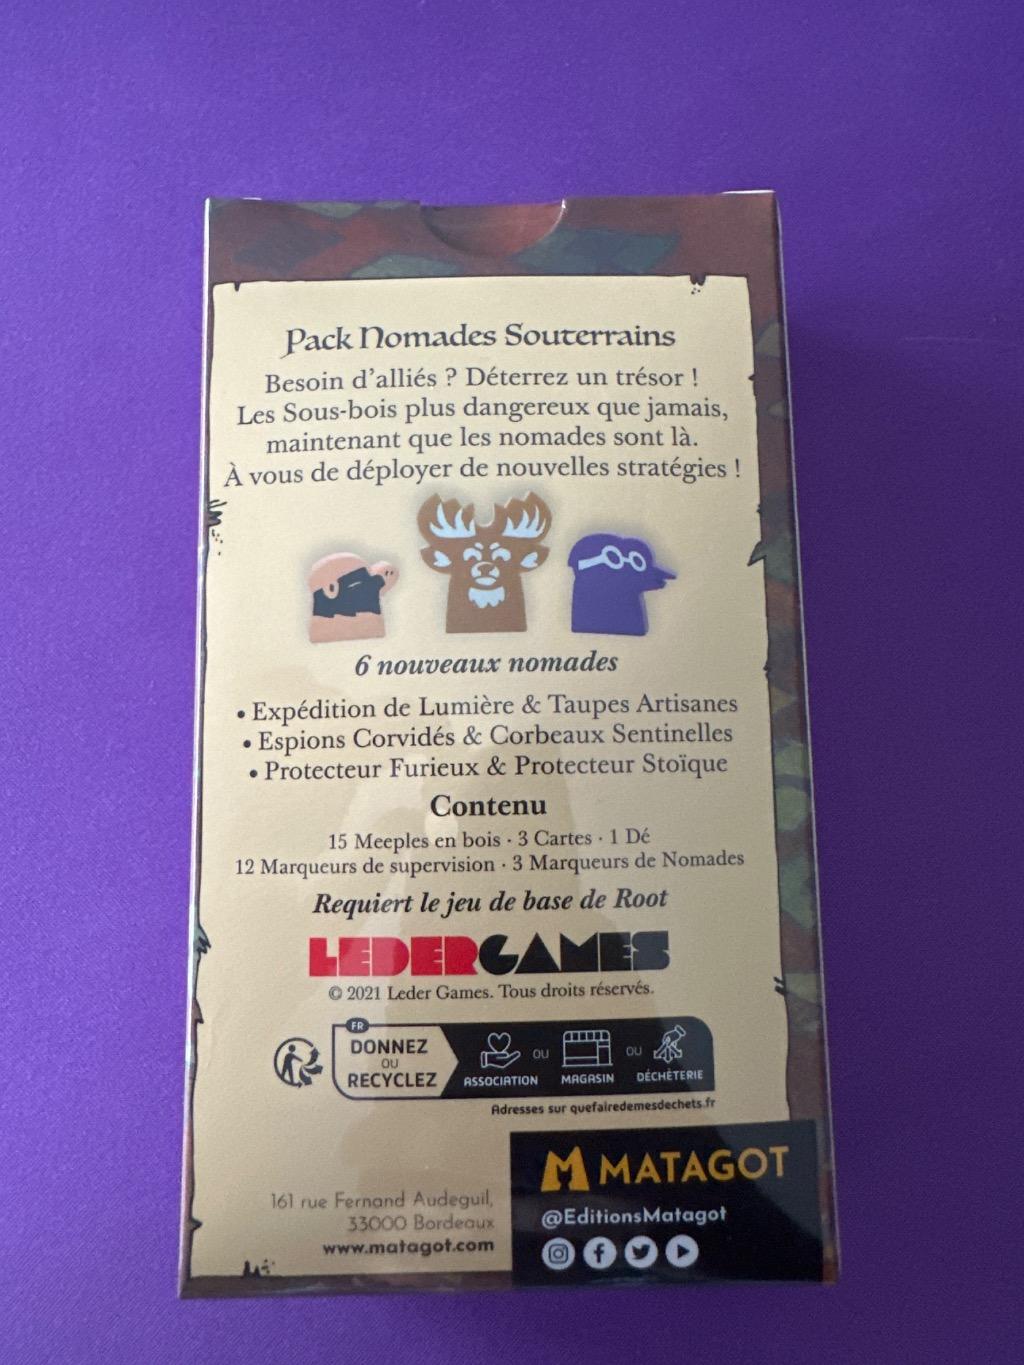 Pack Nomades Souterrains
Besoin d'alliés ? Déterrez un trésor !
Les Sous-bois plus dangereux que jamais,
maintenant que les nomades sont là.
À vous de déployer de nouvelles stratégies !
6 nouveaux nomades
• Expédition de Lumière & Taupes Artisanes
• Espions Corvidés & Corbeaux Sentinelles
• Protecteur Furieux & Protecteur Stoïque
Contenu
15 Meeples en bois · 3 Cartes · 1 Dé
12 Marqueurs de supervision · 3 Marqueurs de Nomades
Requiert le jeu de base de Root
LEDERGAMES
© 2021 Leder Games. Tous droits réservés.
FR
DONNEZ
OU
RECYCLEZ
ASSOCIATION
OU
MAGASIN
OU
DÉCHÈTERIE
Adresses sur quefairedemesdechets.fr
161 rue Fernand Audeguil,
33000 Bordeaux
www.matagot.com
MATAGOT
@EditionsMatagot